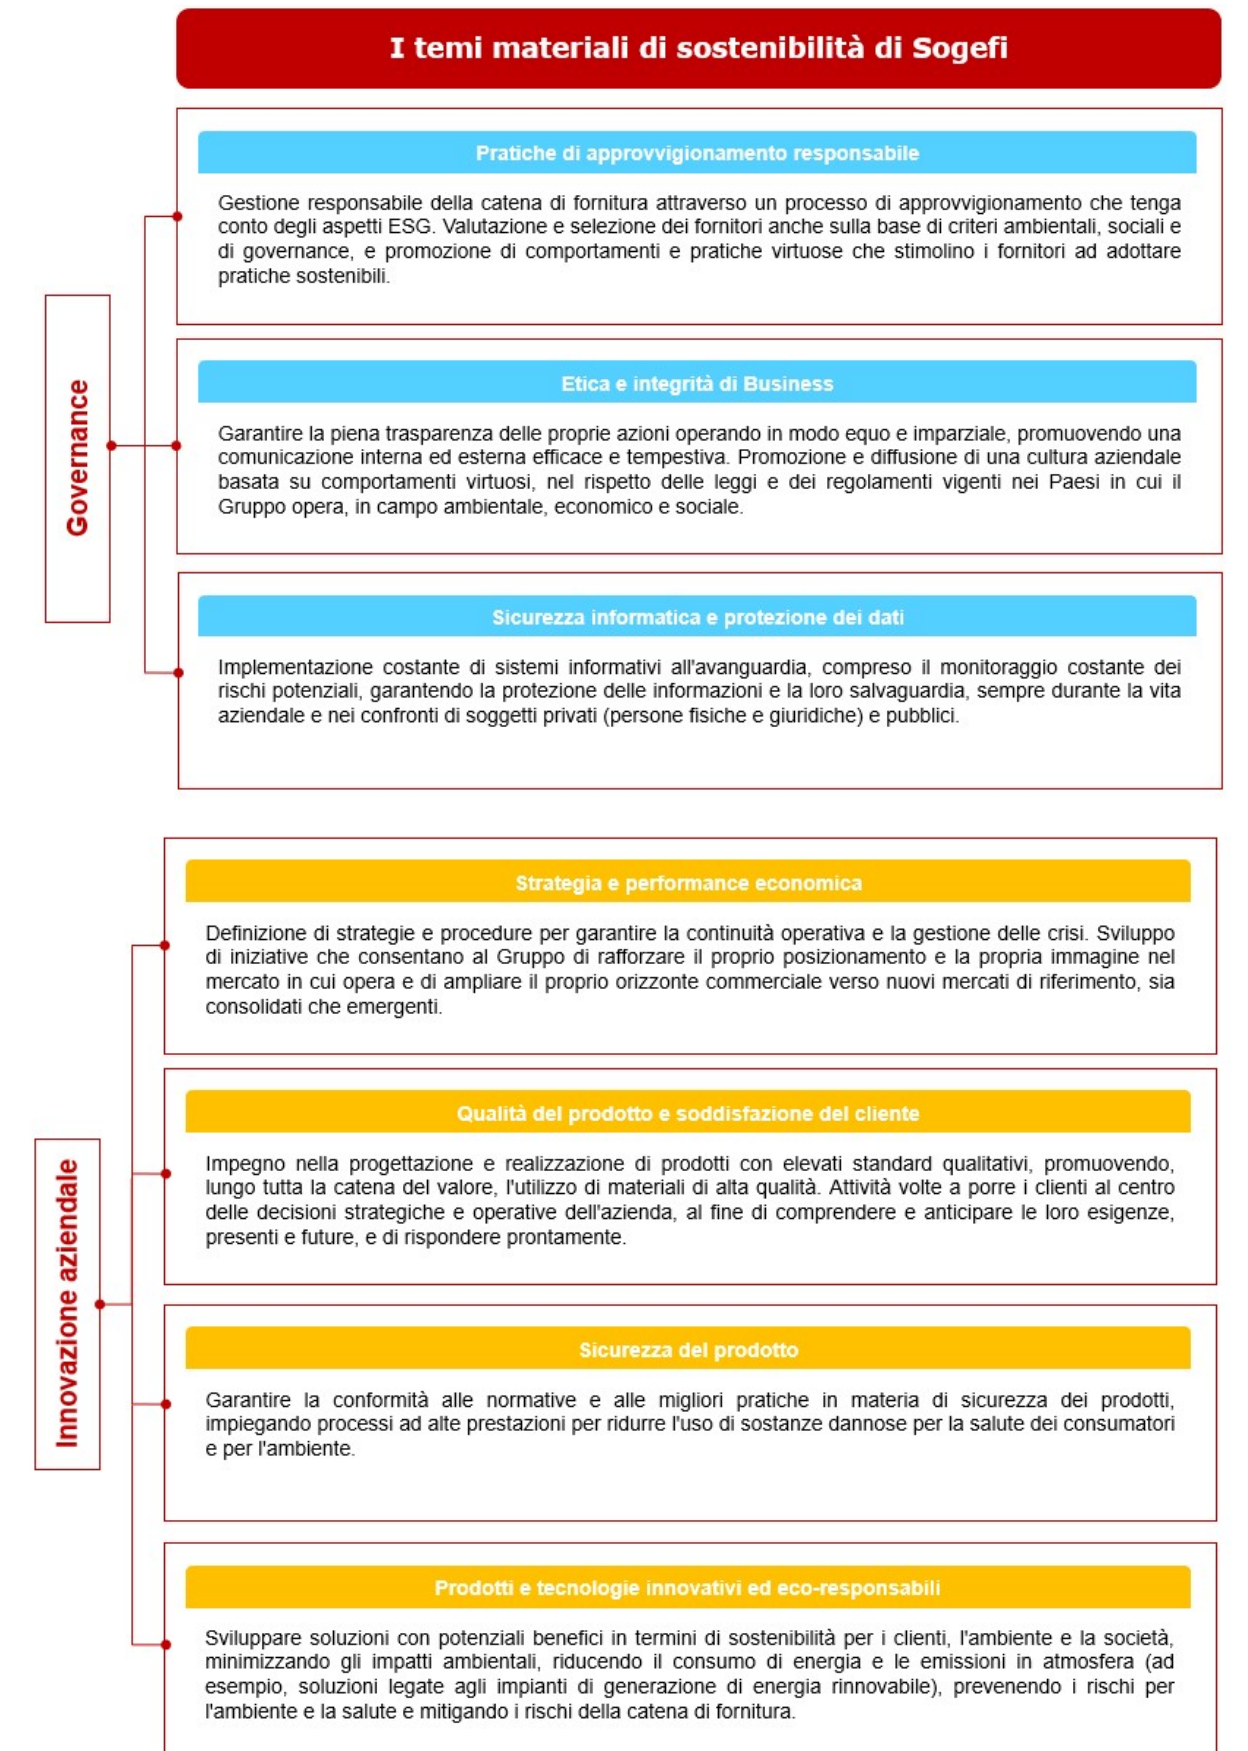 I temi materiali di sostenibilità di Sogefi
Governance
Pratiche di approvvigionamento responsabile
Gestione responsabile della catena di fornitura attraverso un processo di approvvigionamento che tenga
conto degli aspetti ESG. Valutazione e selezione dei fornitori anche sulla base di criteri ambientali, sociali e
di governance, e promozione di comportamenti e pratiche virtuose che stimolino i fornitori ad adottare
pratiche sostenibili.
Etica e integrità di Business
Garantire la piena trasparenza delle proprie azioni operando in modo equo e imparziale, promuovendo una
comunicazione interna ed esterna efficace e tempestiva. Promozione e diffusione di una cultura aziendale
basata su comportamenti virtuosi, nel rispetto delle leggi e dei regolamenti vigenti nei Paesi in cui il
Gruppo opera, in campo ambientale, economico e sociale.
Sicurezza informatica e protezione dei dati
Implementazione costante di sistemi informativi all'avanguardia, compreso il monitoraggio costante dei
rischi potenziali, garantendo la protezione delle informazioni e la loro salvaguardia, sempre durante la vita
aziendale e nei confronti di soggetti privati (persone fisiche e giuridiche) e pubblici.
Innovazione aziendale
Strategia e performance economica
Definizione di strategie e procedure per garantire la continuità operativa e la gestione delle crisi. Sviluppo
di iniziative che consentano al Gruppo di rafforzare il proprio posizionamento e la propria immagine nel
mercato in cui opera e di ampliare il proprio orizzonte commerciale verso nuovi mercati di riferimento, sia
consolidati che emergenti.
Qualità del prodotto e soddisfazione del cliente
Impegno nella progettazione e realizzazione di prodotti con elevati standard qualitativi, promuovendo,
lungo tutta la catena del valore, l'utilizzo di materiali di alta qualità. Attività volte a porre i clienti al centro
delle decisioni strategiche e operative dell'azienda, al fine di comprendere e anticipare le loro esigenze,
presenti e future, e di rispondere prontamente.
Sicurezza del prodotto
Garantire la conformità alle normative e alle migliori pratiche in materia di sicurezza dei prodotti,
impiegando processi ad alte prestazioni per ridurre l'uso di sostanze dannose per la salute dei consumatori
e per l'ambiente.
Prodotti e tecnologie innovativi ed eco-responsabili
Sviluppare soluzioni con potenziali benefici in termini di sostenibilità per i clienti, l'ambiente e la società,
minimizzando gli impatti ambientali, riducendo il consumo di energia e le emissioni in atmosfera (ad
esempio, soluzioni legate agli impianti di generazione di energia rinnovabile), prevenendo i rischi per
l'ambiente e la salute e mitigando i rischi della catena di fornitura.